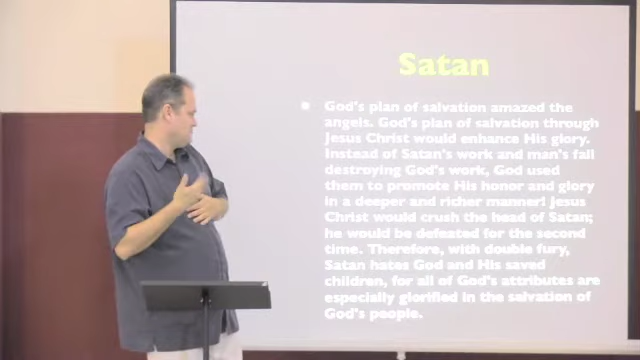 Satan
God's plan of salvation amazed the
angels. God's plan of salvation through
Jesus Christ would enhance His glory.
Instead of Satan's work and man's fall
destroying God's work, God used
them to promote His honor and glory
in a deeper and richer manner! Jesus
Christ would crush the head of Satan;
he would be defeated for the second
time. Therefore, with double fury,
Satan hates God and His saved
children, for all of God's attributes are
especially glorified in the salvation of
God's people.